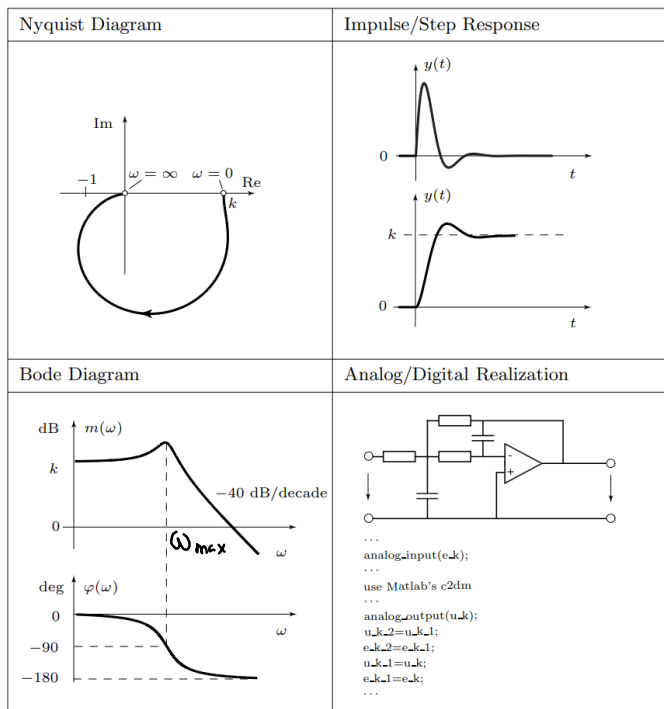 Nyquist Diagram
Im
−1
ω = ∞
ω = 0
Re
k
Impulse/Step Response
y(t)
0
t
y(t)
k
0
t
Bode Diagram
dB
m(ω)
k
−40 dB/decade
0
ωmax
ω
deg
φ(ω)
0
ω
−90
−180
Analog/Digital Realization
-
+
...
analog_input(e_k);
...
use Matlab's c2dm
...
analog_output(u_k);
u_k_2=u_k_1;
e_k_2=e_k_1;
u_k_1=u_k;
e_k_1=e_k;
...